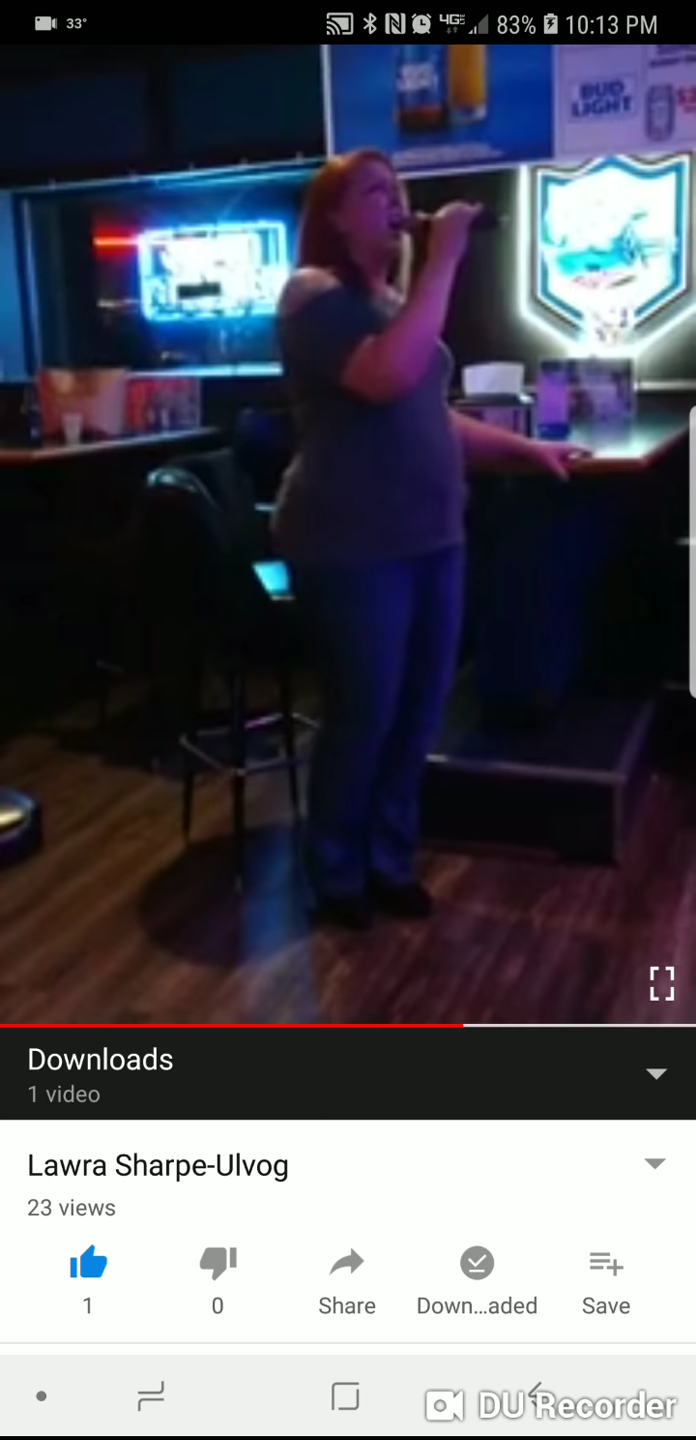 33° 4GE 83% 10:13 PM
BUD
LIGHT
Downloads
1 video
Lawra Sharpe-Ulvog
23 views
1 0 Share Down...aded Save
DU Recorder